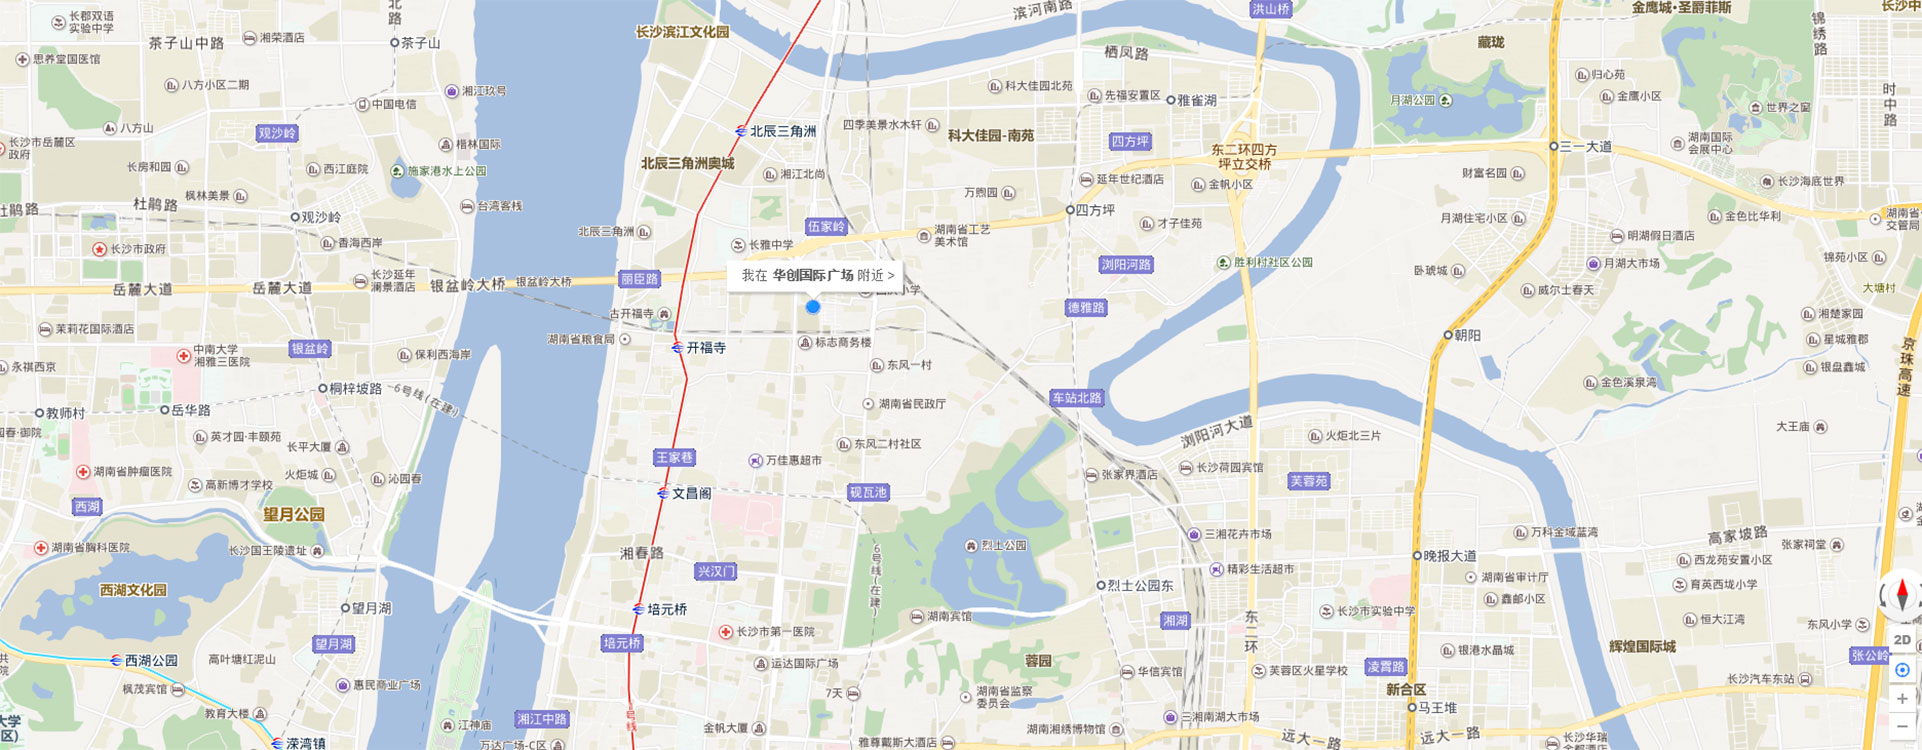 长郡双语
实验中学
北
路
长沙滨江文化园
滨河南路
洪山桥
金鹰城·圣爵菲斯
长沙中
锦
绣
路
茶子山中路
湘荣酒店
茶子山
栖凤路
藏珑
思养堂国医馆
八方小区二期
湘江玖号
中国电信
科大佳园北苑
先福安置区
雅雀湖
月湖公园
归心苑
金鹰小区
世界之窗
时
中
路
八方山
观沙岭
北辰三角洲
四季美景水木轩
科大佳园-南苑
四方坪
东二环四方
坪立交桥
三一大道
湖南国际
会展中心
长沙市岳麓区
政府
楷林国际
长房和园
西江庭院
施家港水上公园
北辰三角洲奥城
湘江北尚
万煦园
延年世纪酒店
金帆小区
财富名园
长沙海底世界
枫林美景
杜鹃路
杜鹃路
台湾客栈
观沙岭
四方坪
才子佳苑
月湖住宅小区
金色比华利
湖南省
交管局
香海西岸
长沙市政府
北辰三角洲
长雅中学
伍家岭
湖南省工艺
美术馆
明湖假日酒店
锦苑小区
浏阳河路
胜利村社区公园
卧琥城
月湖大市场
长沙延年
澜景酒店
岳麓大道
岳麓大道
银盆岭大桥
银盆岭大桥
丽臣路
我在 华创国际广场 附近 >
威尔士春天
大塘村
德雅路
古开福寺
茉莉花国际酒店
湖南省粮食局
标志商务楼
朝阳
湘楚家园
星城雅郡
中南大学
湘雅三医院
银盆岭
保利西海岸
开福寺
东风一村
永祺西京
银盘鑫城
京
珠
高
速
桐梓坡路
6号线(在建)
车站北路
金色溪泉湾
教师村
岳华路
湖南省民政厅
园春·御院
英才园·丰颐苑
长平大厦
东风二村社区
浏阳河大道
火炬北三片
大王庙
王家巷
万佳惠超市
湖南省肿瘤医院
火炬城
沁园春
张家界酒店
长沙荷园宾馆
高新博才学校
文昌阁
砚瓦池
芙蓉苑
西湖
望月公园
三湘花卉市场
万科金域蓝湾
高家坡路
湖南省胸科医院
长沙国王陵遗址
湘春路
6
号
线
(
在
建
)
烈士公园
晚报大道
张家祠堂
西龙苑安置小区
兴汉门
精彩生活超市
湖南省审计厅
育英西垅小区
西湖文化园
烈士公园东
鑫邮小区
2D
望月湖
培元桥
湖南宾馆
湘湖
东
二
环
长沙市实验中学
恒大江湾
东风小学
望月湖
培元桥
长沙市第一医院
西湖公园
高叶塘红泥山
运达国际广场
蓉园
华信宾馆
芙蓉区火星学校
凌霄路
银港水晶城
辉煌国际城
张公岭
枫茂宾馆
惠民商业广场
7天
湖南省监察
委员会
新合区
长沙汽车东站
教育大楼
江神庙
湘江中路
号
线
金帆大厦
湖南湘绣博物馆
三湘南湖大市场
马王堆
大学
区)
溁湾镇
万达广场-C区
雅尊戴斯大酒店
远大一路
远大一路
长沙华瑞